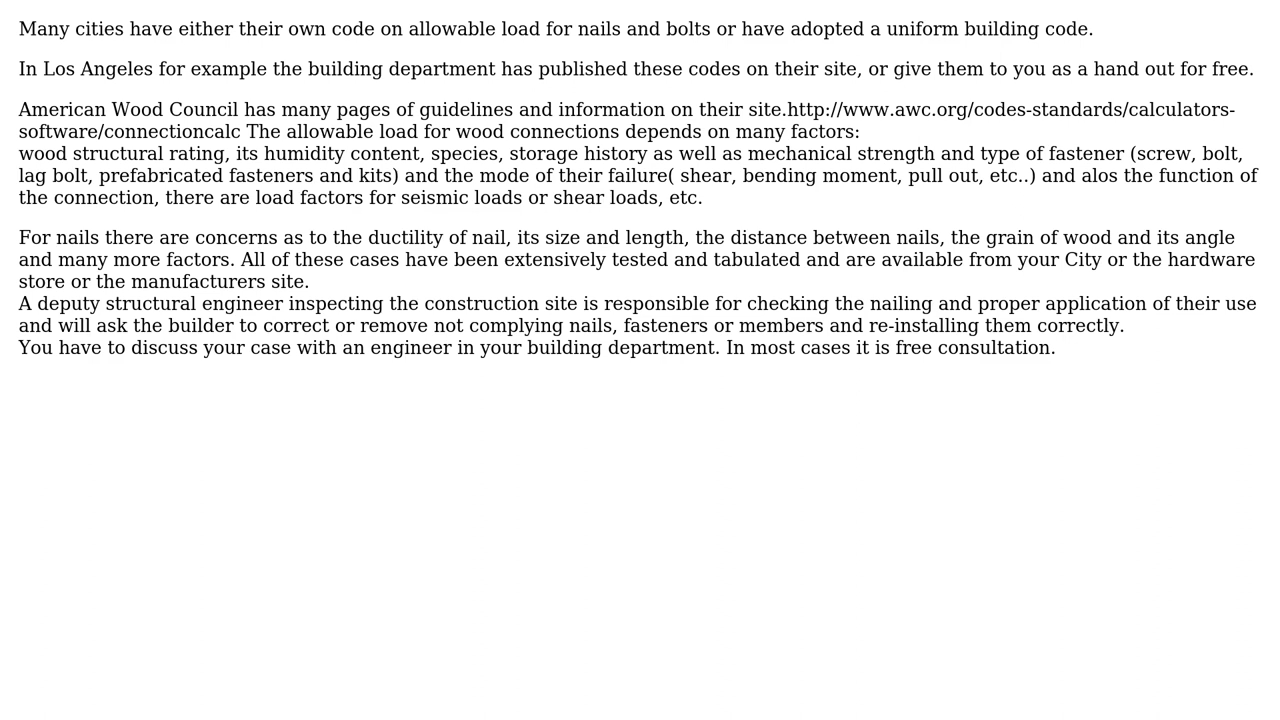 Many cities have either their own code on allowable load for nails and bolts or have adopted a uniform building code.
In Los Angeles for example the building department has published these codes on their site, or give them to you as a hand out for free.
American Wood Council has many pages of guidelines and information on their site.http://www.awc.org/codes-standards/calculators-
software/connectioncalc The allowable load for wood connections depends on many factors:
wood structural rating, its humidity content, species, storage history as well as mechanical strength and type of fastener (screw, bolt,
lag bolt, prefabricated fasteners and kits) and the mode of their failure( shear, bending moment, pull out, etc..) and alos the function of
the connection, there are load factors for seismic loads or shear loads, etc.
For nails there are concerns as to the ductility of nail, its size and length, the distance between nails, the grain of wood and its angle
and many more factors. All of these cases have been extensively tested and tabulated and are available from your City or the hardware
store or the manufacturers site.
A deputy structural engineer inspecting the construction site is responsible for checking the nailing and proper application of their use
and will ask the builder to correct or remove not complying nails, fasteners or members and re-installing them correctly.
You have to discuss your case with an engineer in your building department. In most cases it is free consultation.